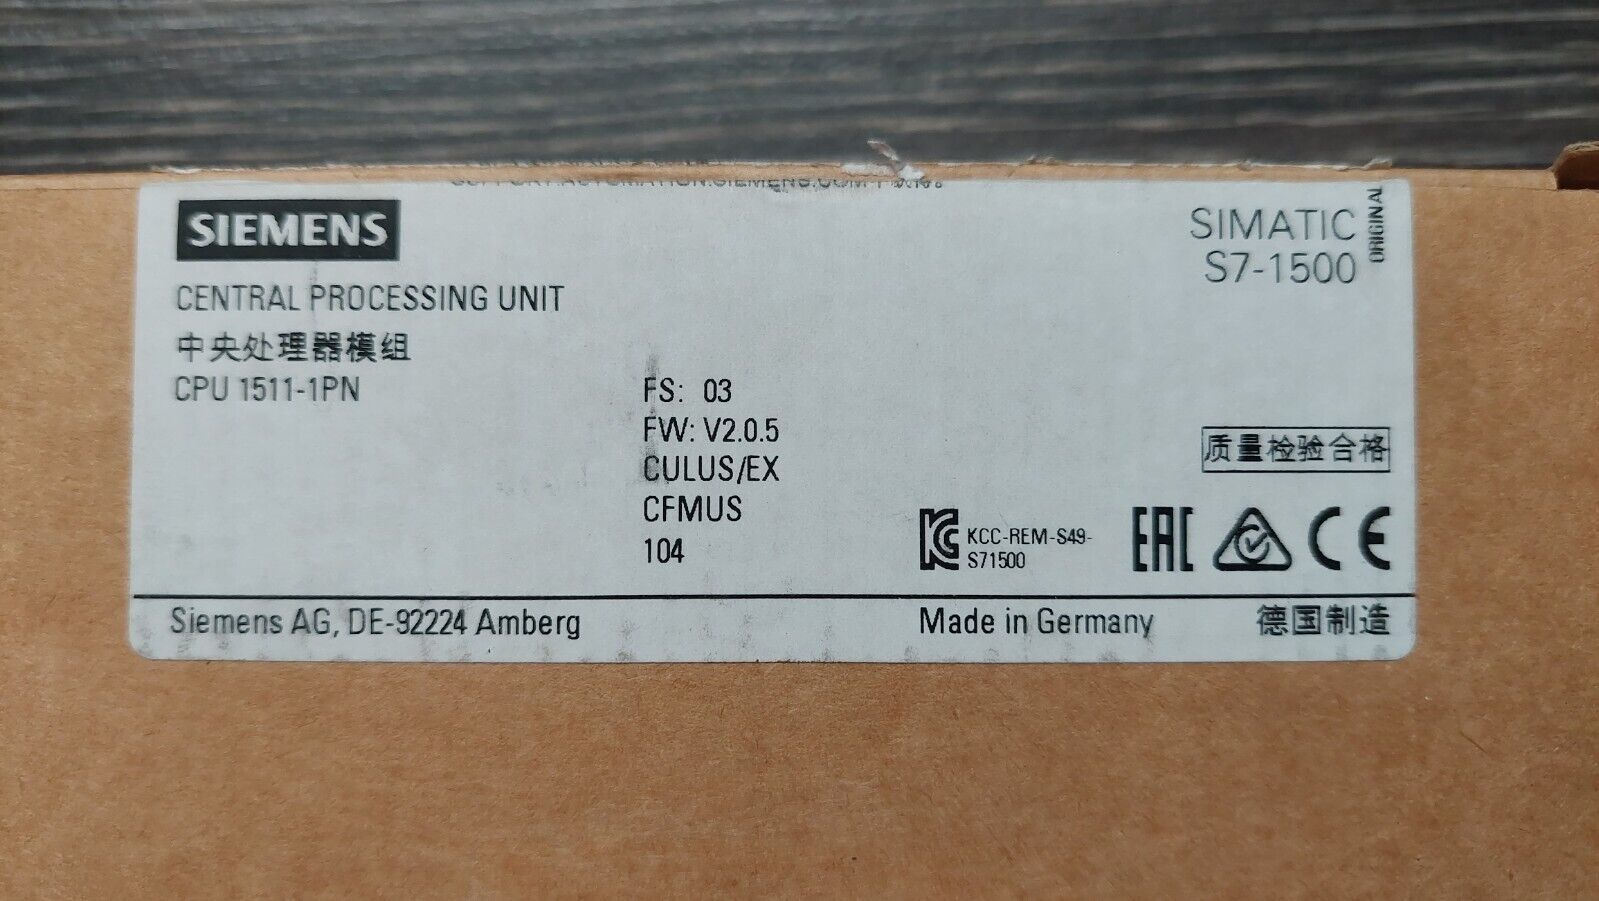 SIEMENS
SIMATIC
S7-1500
ORIGINAL
CENTRAL PROCESSING UNIT
中央处理器模组
CPU 1511-1PN
FS: 03
FW: V2.0.5
CULUS/EX
CFMUS
104
质量检验合格
KCC-REM-S49-
S71500
EAC
CE
Siemens AG, DE-92224 Amberg
Made in Germany
德国制造